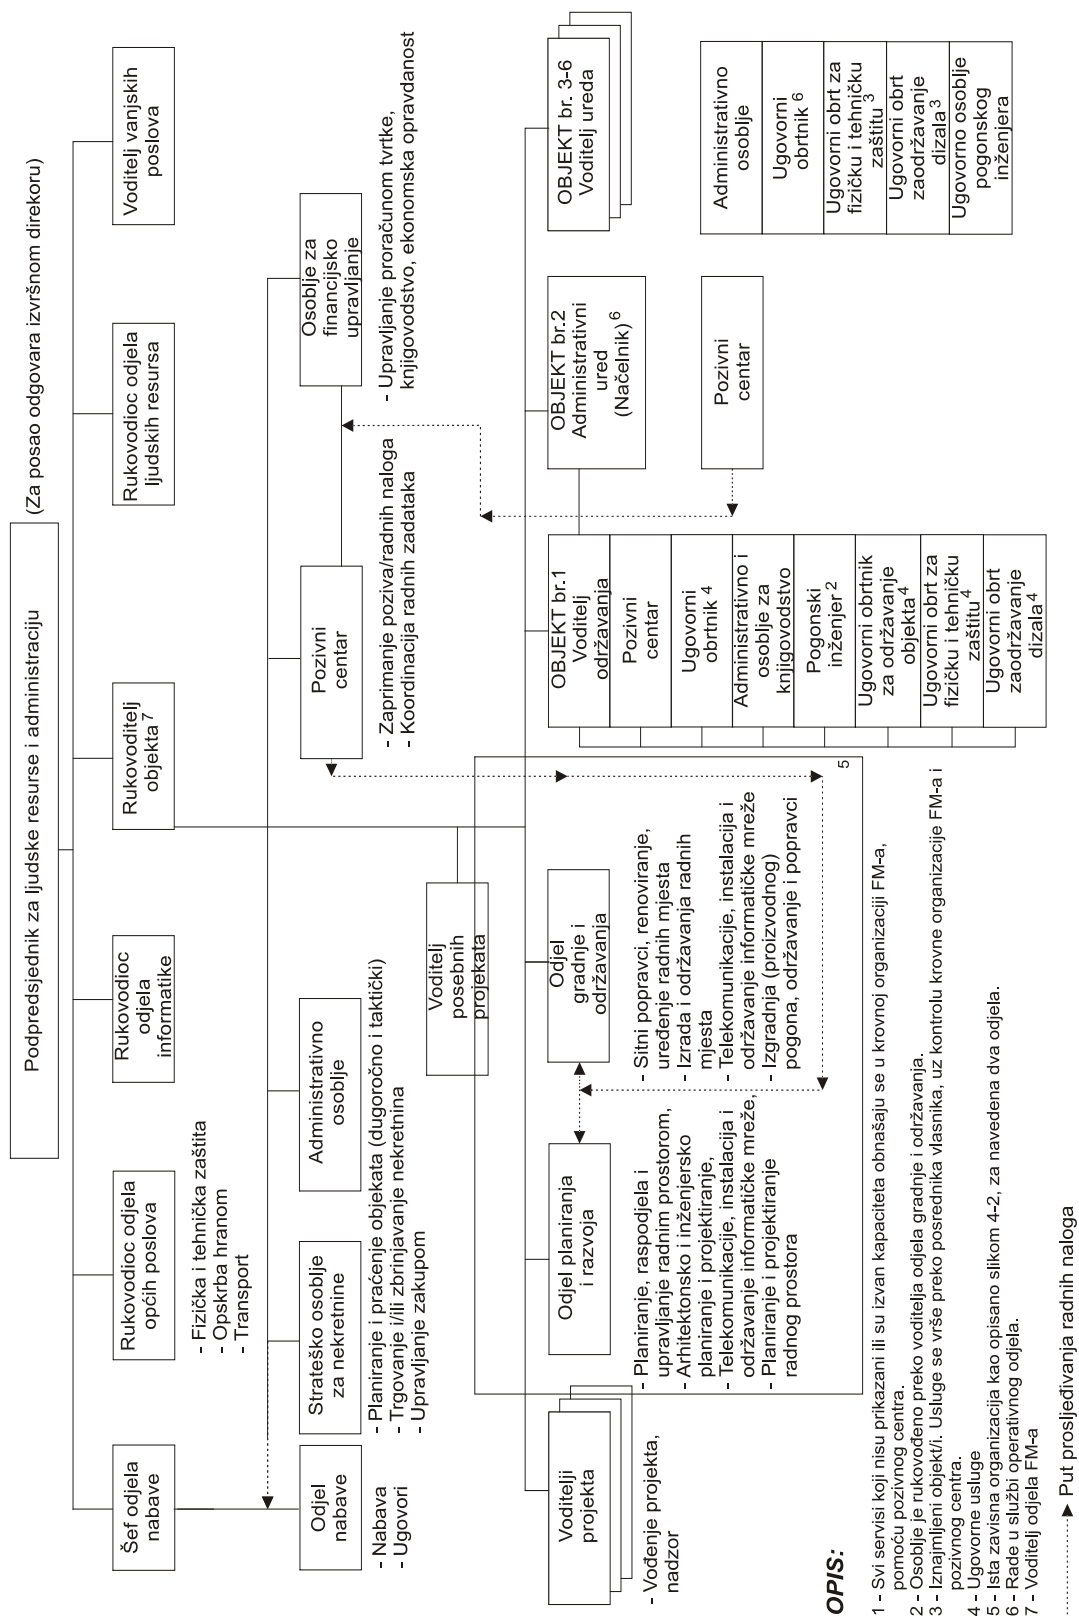 Podpredsjednik za ljudske resurse i administraciju
(Za posao odgovara izvršnom direkoru)
Šef odjela
nabave
Rukovodioc odjela
općih poslova
- Fizička i tehnička zaštita
- Opskrba hranom
- Transport
Rukovodioc
odjela
informatike
Rukovoditelj
objekta 7
Rukovodioc odjela
ljudskih resursa
Voditelj vanjskih
poslova
Odjel
nabave
- Nabava
- Ugovori
Strateško osoblje
za nekretnine
- Planiranje i praćenje objekata (dugoročno i taktički)
- Trgovanje i/ili zbrinjavanje nekretnina
- Upravljanje zakupom
Administrativno
osoblje
Pozivni
centar
- Zaprimanje poziva/radnih naloga
- Koordinacija radnih zadataka
Osoblje za
financijsko
upravljanje
- Upravljanje proračunom tvrtke,
knjigovodstvo, ekonomska opravdanost
Voditelj
posebnih
projekata
Voditelji
projekta
- Vođenje projekta,
nadzor
Odjel planiranja
i razvoja
- Planiranje, raspodjela i
upravljanje radnim prostorom,
- Arhitektonsko i inženjersko
planiranje i projektiranje,
- Telekomunikacije, instalacija i
održavanje informatičke mreže,
- Planiranje i projektiranje
radnog prostora
Odjel
gradnje i
održavanja
- Sitni popravci, renoviranje,
uređenje radnih mjesta
- Izrada i održavanja radnih
mjesta
- Telekomunikacije, instalacija i
održavanje informatičke mreže
- Izgradnja (proizvodnog)
pogona, održavanje i popravci
5
OBJEKT br.1
Voditelj
održavanja
Pozivni
centar
Ugovorni
obrtnik 4
Administrativno i
osoblje za
knjigovodstvo
Pogonski
inženjer 2
Ugovorni obrtnik
za održavanje
objekta 4
Ugovorni obrt za
fizičku i tehničku
zaštitu 4
Ugovorni obrt
zaodržavanje
dizala 4
OBJEKT br.2
Administrativni
ured
(Načelnik) 6
Pozivni
centar
OBJEKT br. 3-6
Voditelj ureda
Administrativno
osoblje
Ugovorni
obrtnik 6
Ugovorni obrt za
fizičku i tehničku
zaštitu 3
Ugovorni obrt
zaodržavanje
dizala 3
Ugovorno osoblje
pogonskog
inženjera
OPIS:
1 - Svi servisi koji nisu prikazani ili su izvan kapaciteta obnašaju se u krovnoj organizaciji FM-a,
pomoću pozivnog centra.
2 - Osoblje je rukovođeno preko voditelja odjela gradnje i održavanja.
3 - Iznajmljeni objekt/i. Usluge se vrše preko posrednika vlasnika, uz kontrolu krovne organizacije FM-a i
pozivnog centra.
4 - Ugovorne usluge
5 - Ista zavisna organizacija kao opisano slikom 4-2, za navedena dva odjela.
6 - Rade u službi operativnog odjela.
7 - Voditelj odjela FM-a
Put prosljeđivanja radnih naloga